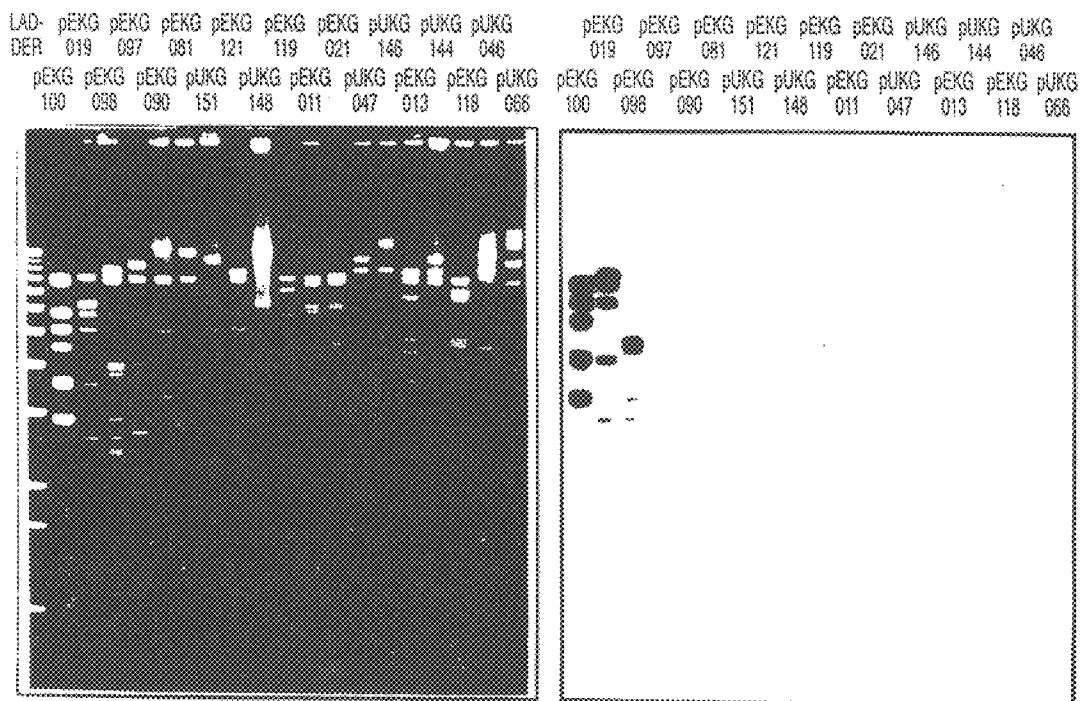 LAD- pEKG pEKG pEKG pEKG pEKG pEKG pUKG pUKG pUKG
DER 019 097 081 121 119 021 146 144 046
pEKG pEKG pEKG pUKG pUKG pEKG pUKG pEKG pEKG pUKG
100 098 090 151 148 011 047 013 118 066
pEKG pEKG pEKG pEKG pEKG pEKG pUKG pUKG pUKG
019 097 081 121 119 021 146 144 046
pEKG pEKG pEKG pUKG pUKG pEKG pUKG pEKG pEKG pUKG
100 098 090 151 148 011 047 013 118 066